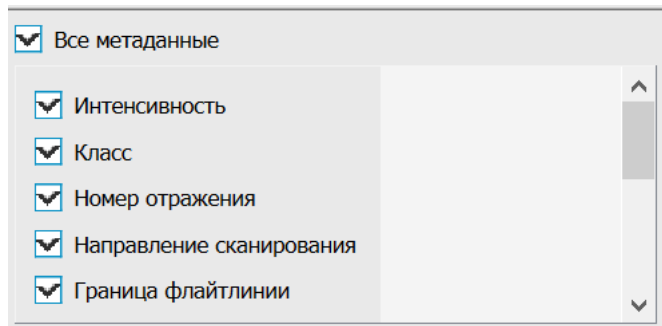 Все метаданные
Интенсивность
Класс
Номер отражения
Направление сканирования
Граница флайтлинии